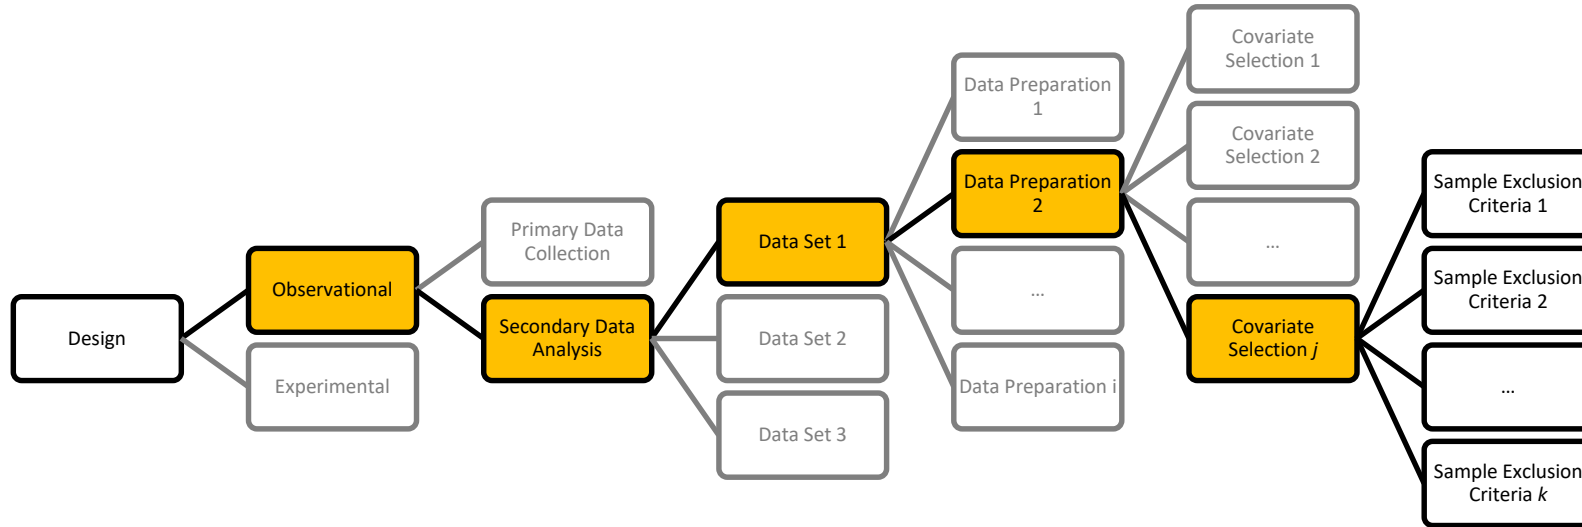 Design
Observational
Experimental
Primary Data
Collection
Secondary Data
Analysis
Data Set 1
Data Set 2
Data Set 3
Data Preparation
1
Data Preparation
2
...
Data Preparation i
Covariate
Selection 1
Covariate
Selection 2
...
Covariate
Selection j
Sample Exclusion
Criteria 1
Sample Exclusion
Criteria 2
...
Sample Exclusion
Criteria k